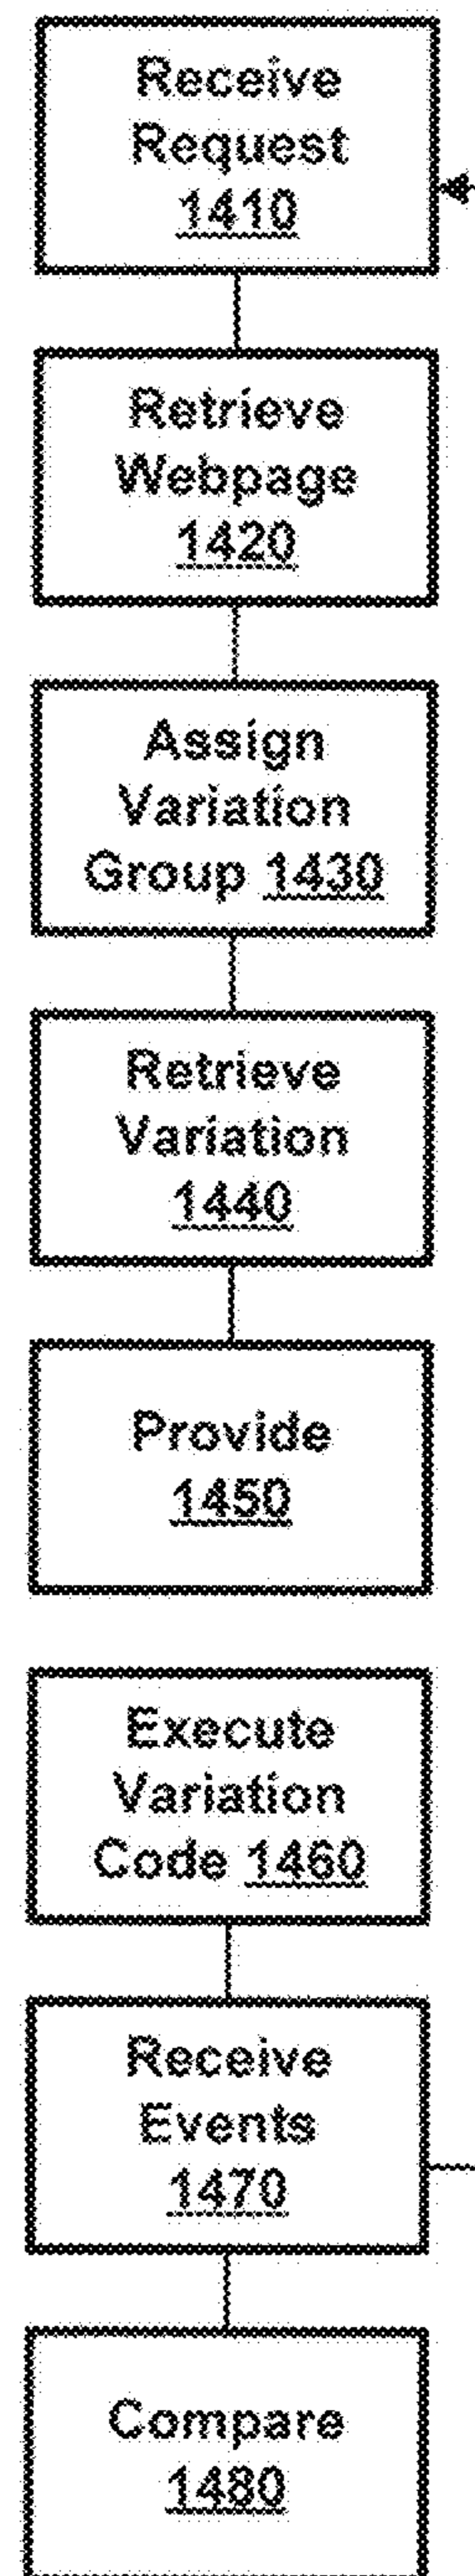 Receive
Request
1410
Retrieve
Webpage
1420
Assign
Variation
Group 1430
Retrieve
Variation
1440
Provide
1450
Execute
Variation
Code 1460
Receive
Events
1470
Compare
1480